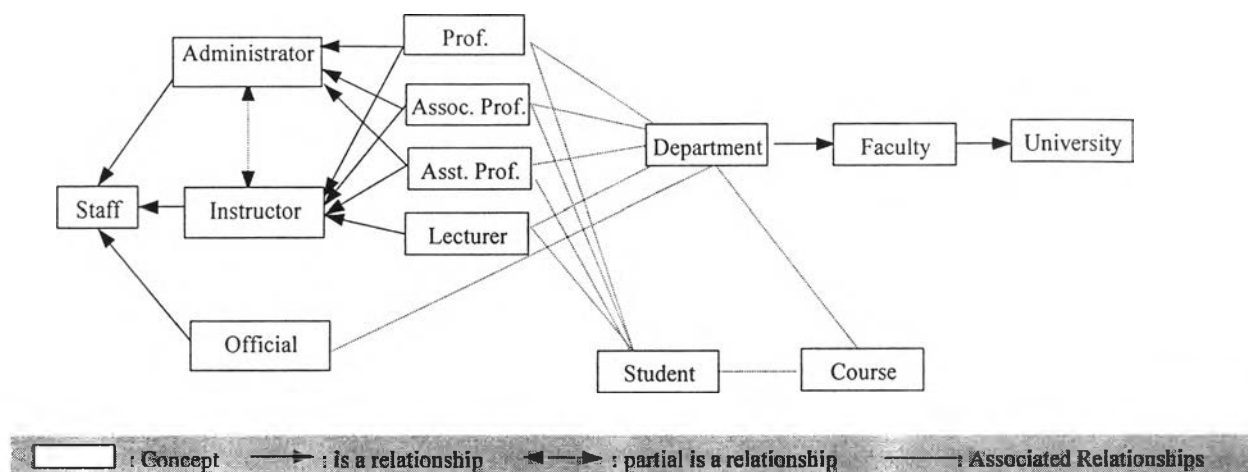 Prof.
Administrator
Assoc. Prof.
Department
Faculty
University
Asst. Prof.
Staff
Instructor
Lecturer
Official
Student
Course
: Concept : is a relationship : partial is a relationship : Associated Relationships